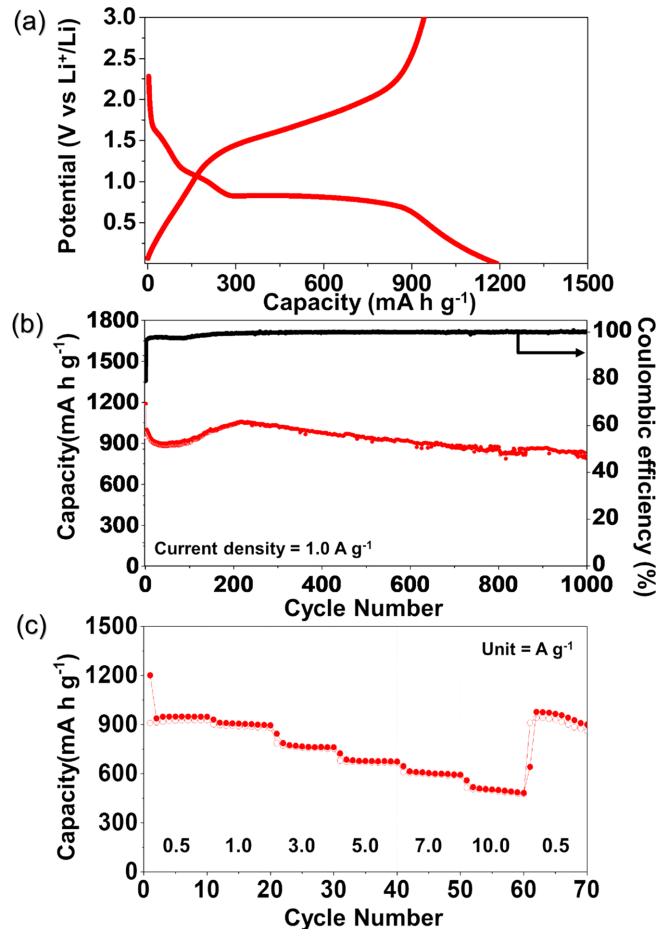 (a)
Potential (V vs Li⁺/Li)
3.0
2.5
2.0
1.5
1.0
0.5
0 300 600 900 1200 1500
Capacity (mA h g⁻¹)
(b)
Capacity(mA h g⁻¹)
1800
1500
1200
900
600
300
0
100
80
60
40
20
0
Coulombic efficiency (%)
Current density = 1.0 A g⁻¹
0 200 400 600 800 1000
Cycle Number
(c)
Capacity(mA h g⁻¹)
1500
1200
900
600
300
0
Unit = A g⁻¹
0.5 1.0 3.0 5.0 7.0 10.0 0.5
0 10 20 30 40 50 60 70
Cycle Number